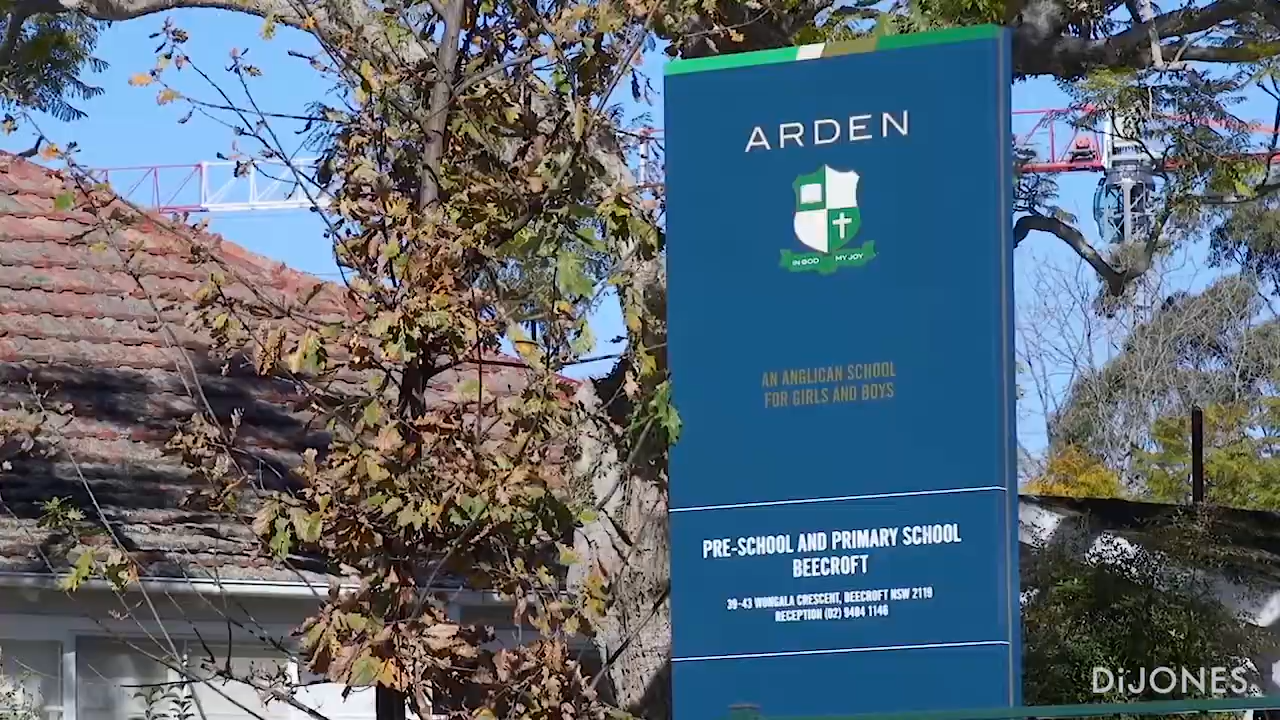 ARDEN
IN GOD MY JOY
AN ANGLICAN SCHOOL
FOR GIRLS AND BOYS
PRE-SCHOOL AND PRIMARY SCHOOL
BEECROFT
39-43 WONGALA CRESCENT, BEECROFT NSW 2119
RECEPTION (02) 9484 1146
DiJONES